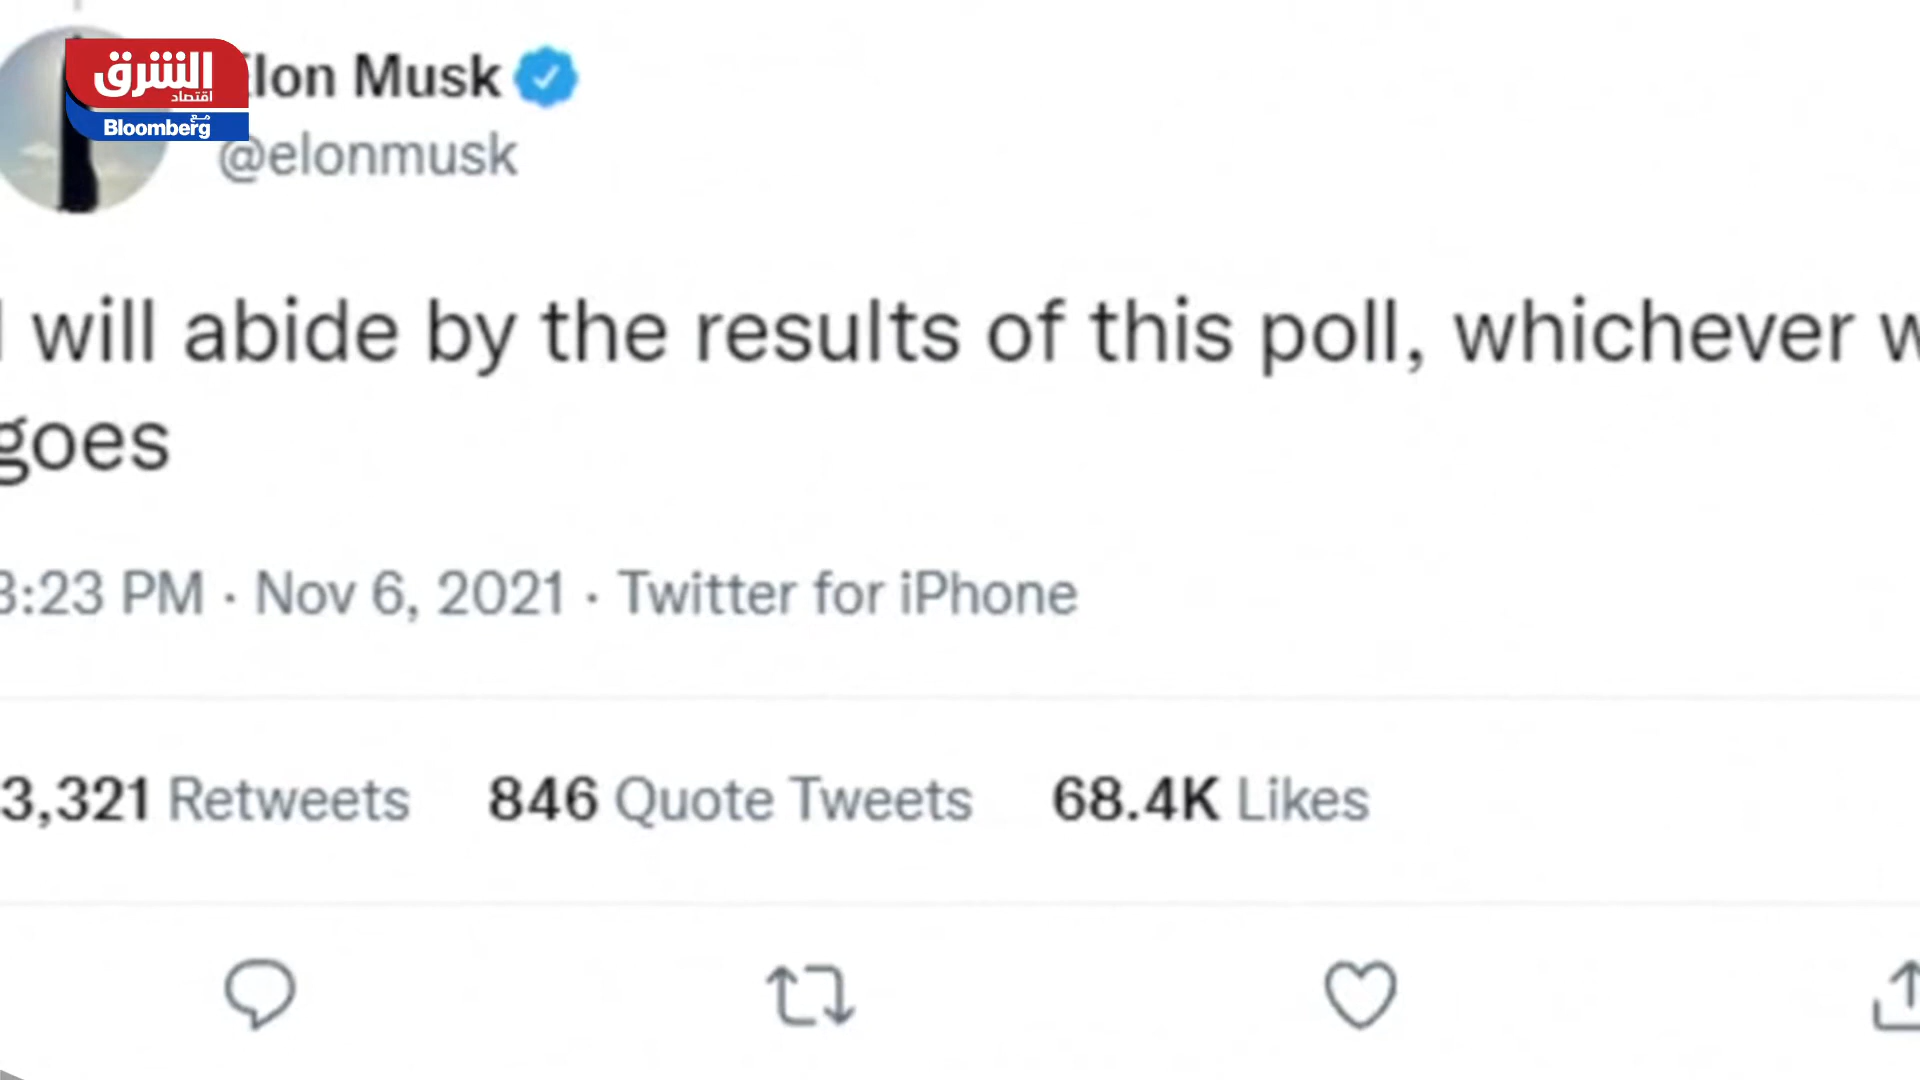 الشرق
اقتصاد
مع
Bloomberg
lon Musk
@elonmusk
I will abide by the results of this poll, whichever w
goes
3:23 PM · Nov 6, 2021 · Twitter for iPhone
3,321 Retweets 846 Quote Tweets 68.4K Likes